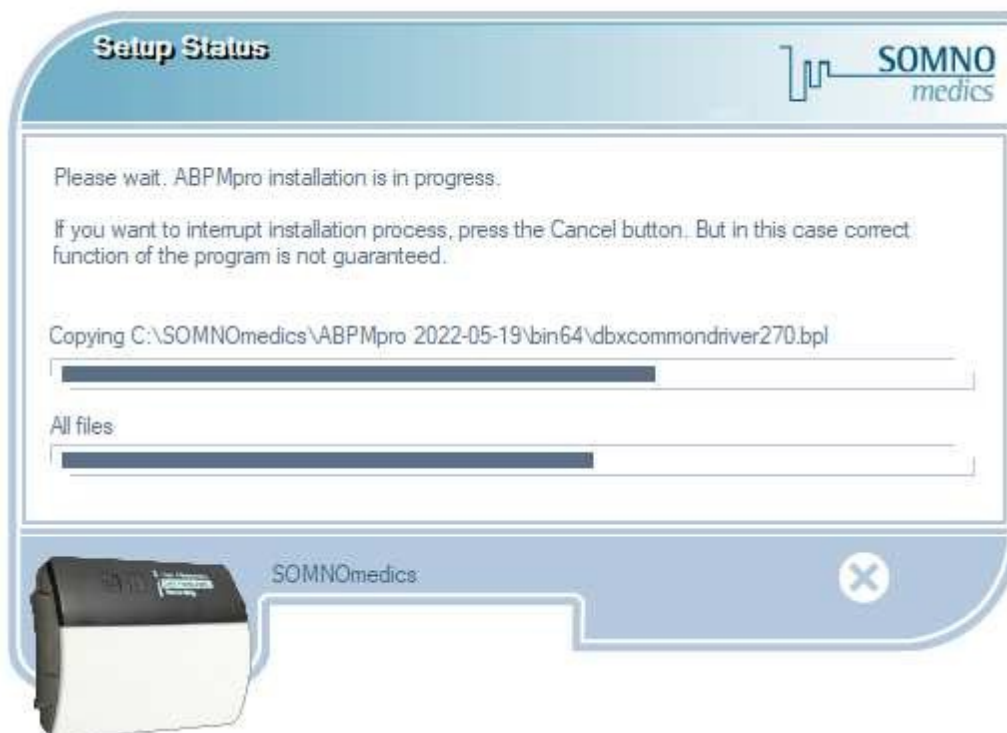 Setup Status
SOMNO
medics
Please wait. ABPMpro installation is in progress.
If you want to interrupt installation process, press the Cancel button. But in this case correct
function of the program is not guaranteed.
Copying C:\SOMNOmedics\ABPMpro 2022-05-19\bin64\dbxcommondriver270.bpl
All files
SOMNOmedics